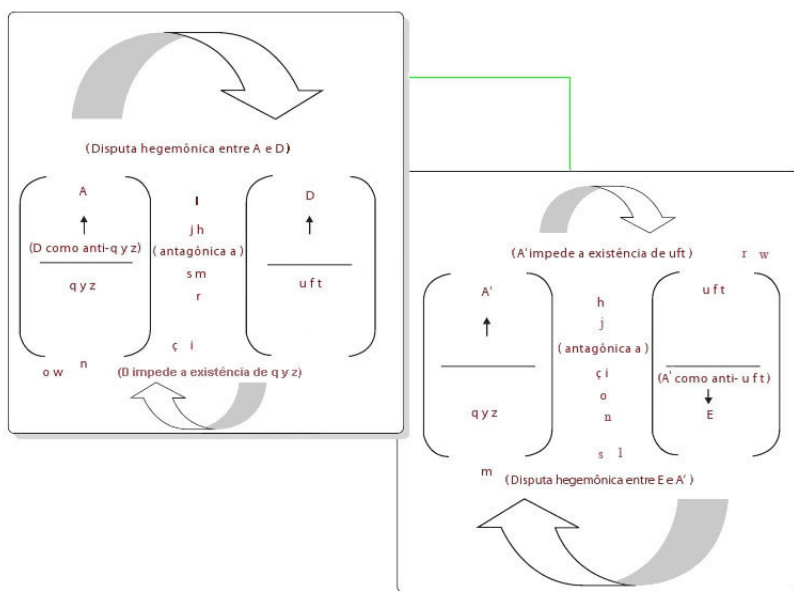 (Disputa hegemônica entre A e D)
A
l
D
j h
(D como anti-q y z)
(antagônica a)
q y z
s m
u f t
r
ç i
o w
n
(D impede a existência de q y z)
(A' impede a existência de uft)
r w
A'
u f t
h
j
(antagônica a)
ç i
(A' como anti- u f t)
q y z
o
E
n
s l
m
(Disputa hegemônica entre E e A')